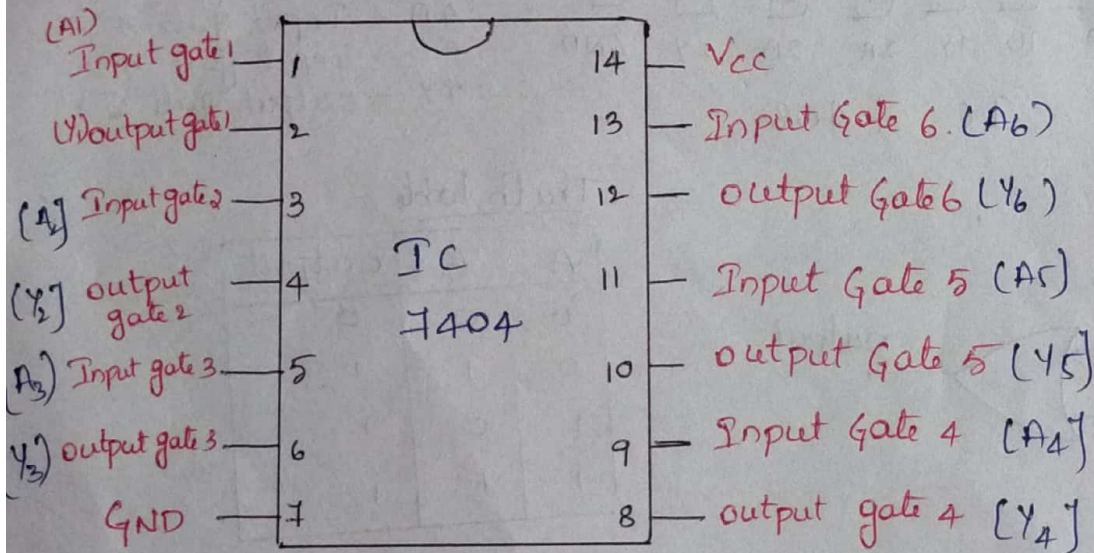 (A1)
Input gate 1 1
(Y1) output gate 1 2
[A2] Input gate 2 3
[Y2] output gate 2 4
(A3) Input gate 3 5
(Y3) output gate 3 6
GND 7
IC
7404
14 Vcc
13 Input Gate 6. (A6)
12 output Gate 6 (Y6)
11 Input Gate 5 (A5)
10 output Gate 5 (Y5]
9 Input Gate 4 [A4]
8 output gate 4 [Y4]